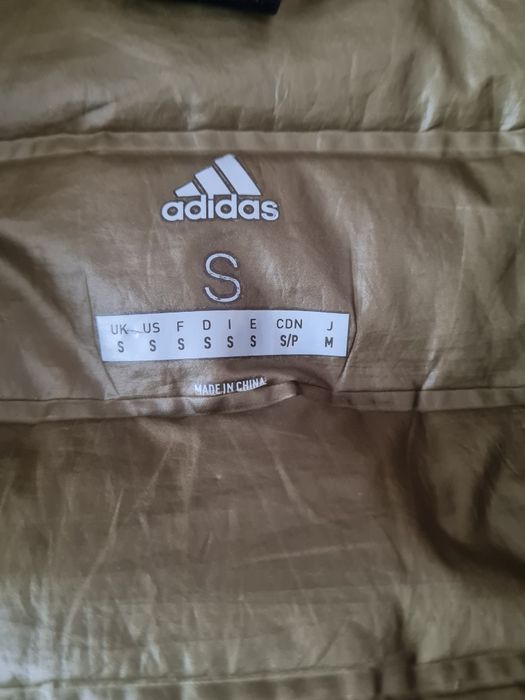 adidas
S
UK US F D I E CDN J
S S S S S S S/P M
MADE IN CHINA